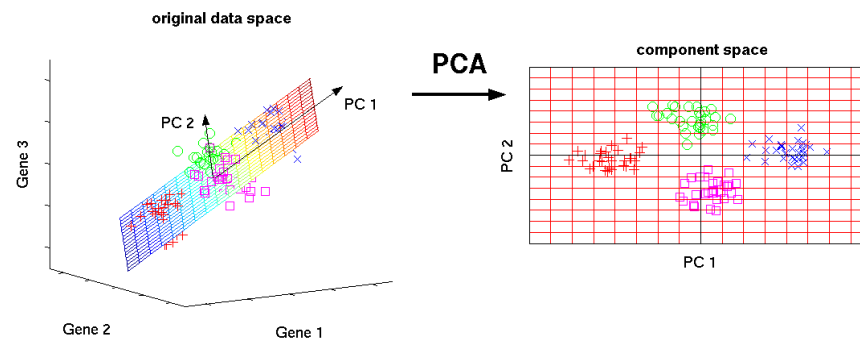 original data space
PC 1
PC 2
Gene 3
Gene 2
Gene 1
PCA
component space
PC 2
PC 1